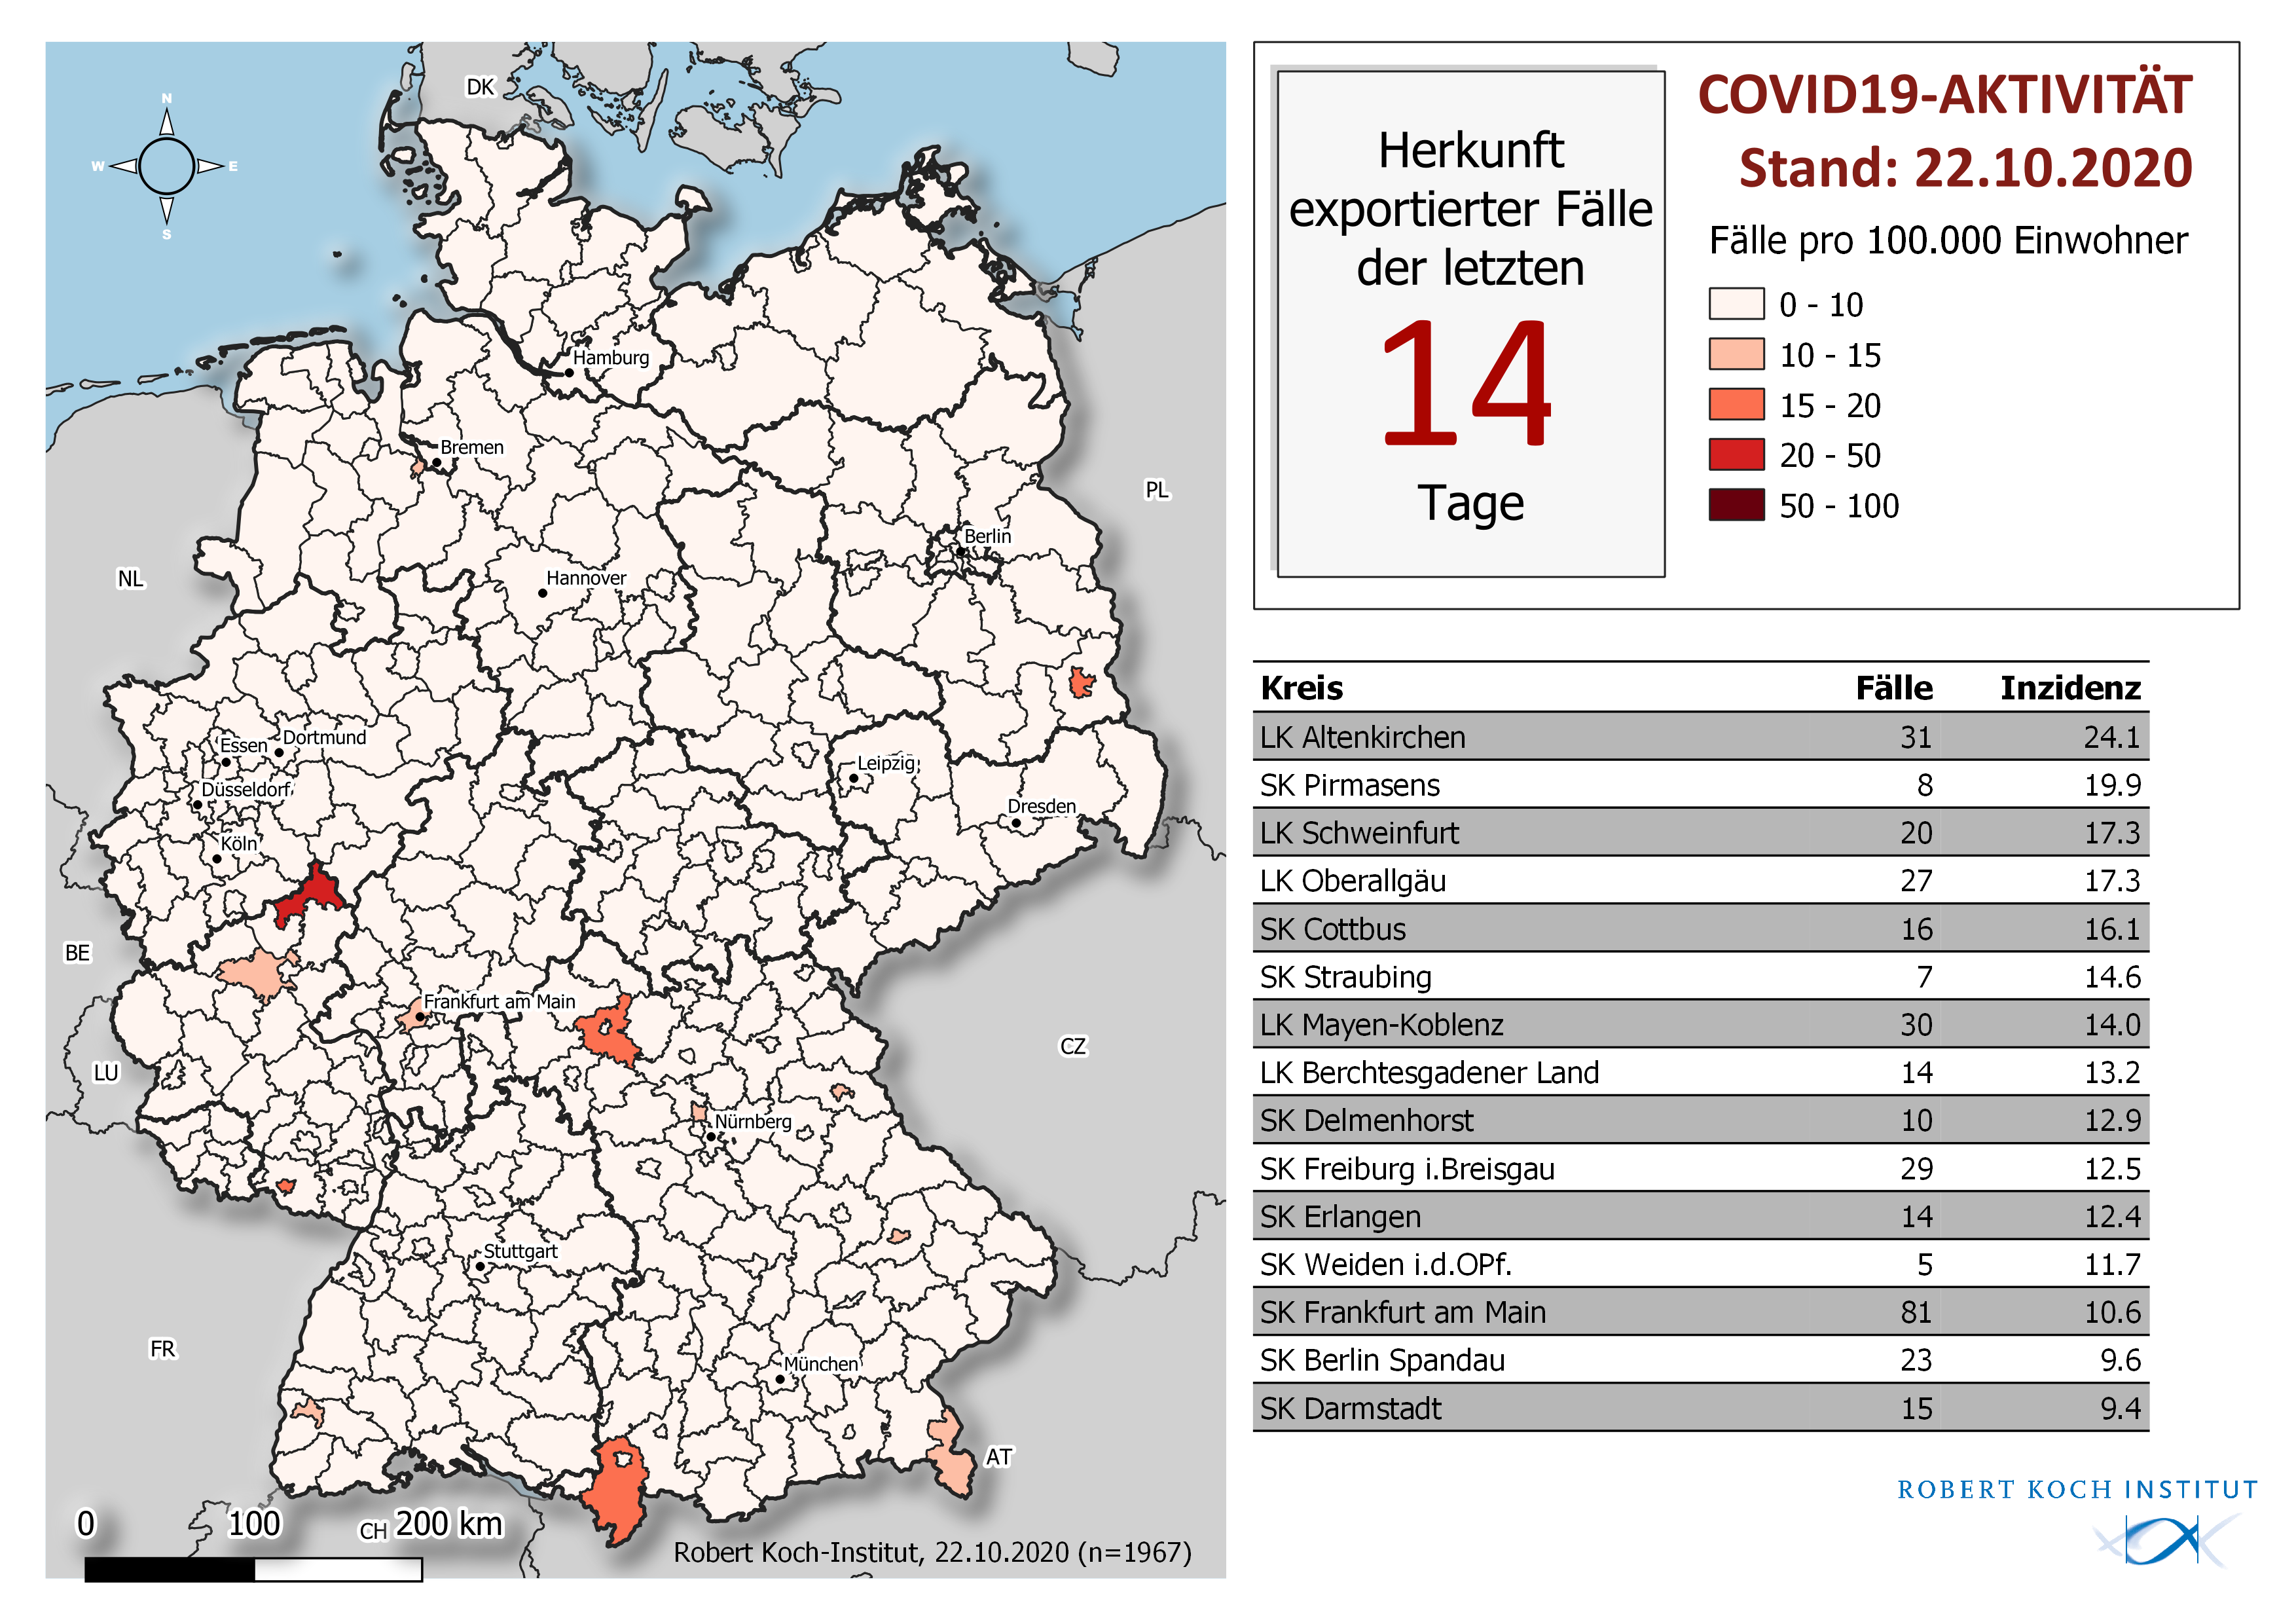 N
W
E
S
DK
Hamburg
Bremen
PL
Berlin
NL
Hannover
Essen
Dortmund
Düsseldorf
Leipzig
Dresden
Köln
BE
Frankfurt am Main
CZ
LU
Nürnberg
Stuttgart
FR
München
AT
0
100
CH
200 km
Robert Koch-Institut, 22.10.2020 (n=1967)
Herkunft
exportierter Fälle
der letzten
14
Tage
COVID19-AKTIVITÄT
Stand: 22.10.2020
Fälle pro 100.000 Einwohner
0 - 10
10 - 15
15 - 20
20 - 50
50 - 100
Kreis Fälle Inzidenz
LK Altenkirchen 31 24.1
SK Pirmasens 8 19.9
LK Schweinfurt 20 17.3
LK Oberallgäu 27 17.3
SK Cottbus 16 16.1
SK Straubing 7 14.6
LK Mayen-Koblenz 30 14.0
LK Berchtesgadener Land 14 13.2
SK Delmenhorst 10 12.9
SK Freiburg i.Breisgau 29 12.5
SK Erlangen 14 12.4
SK Weiden i.d.OPf. 5 11.7
SK Frankfurt am Main 81 10.6
SK Berlin Spandau 23 9.6
SK Darmstadt 15 9.4
ROBERT KOCH INSTITUT